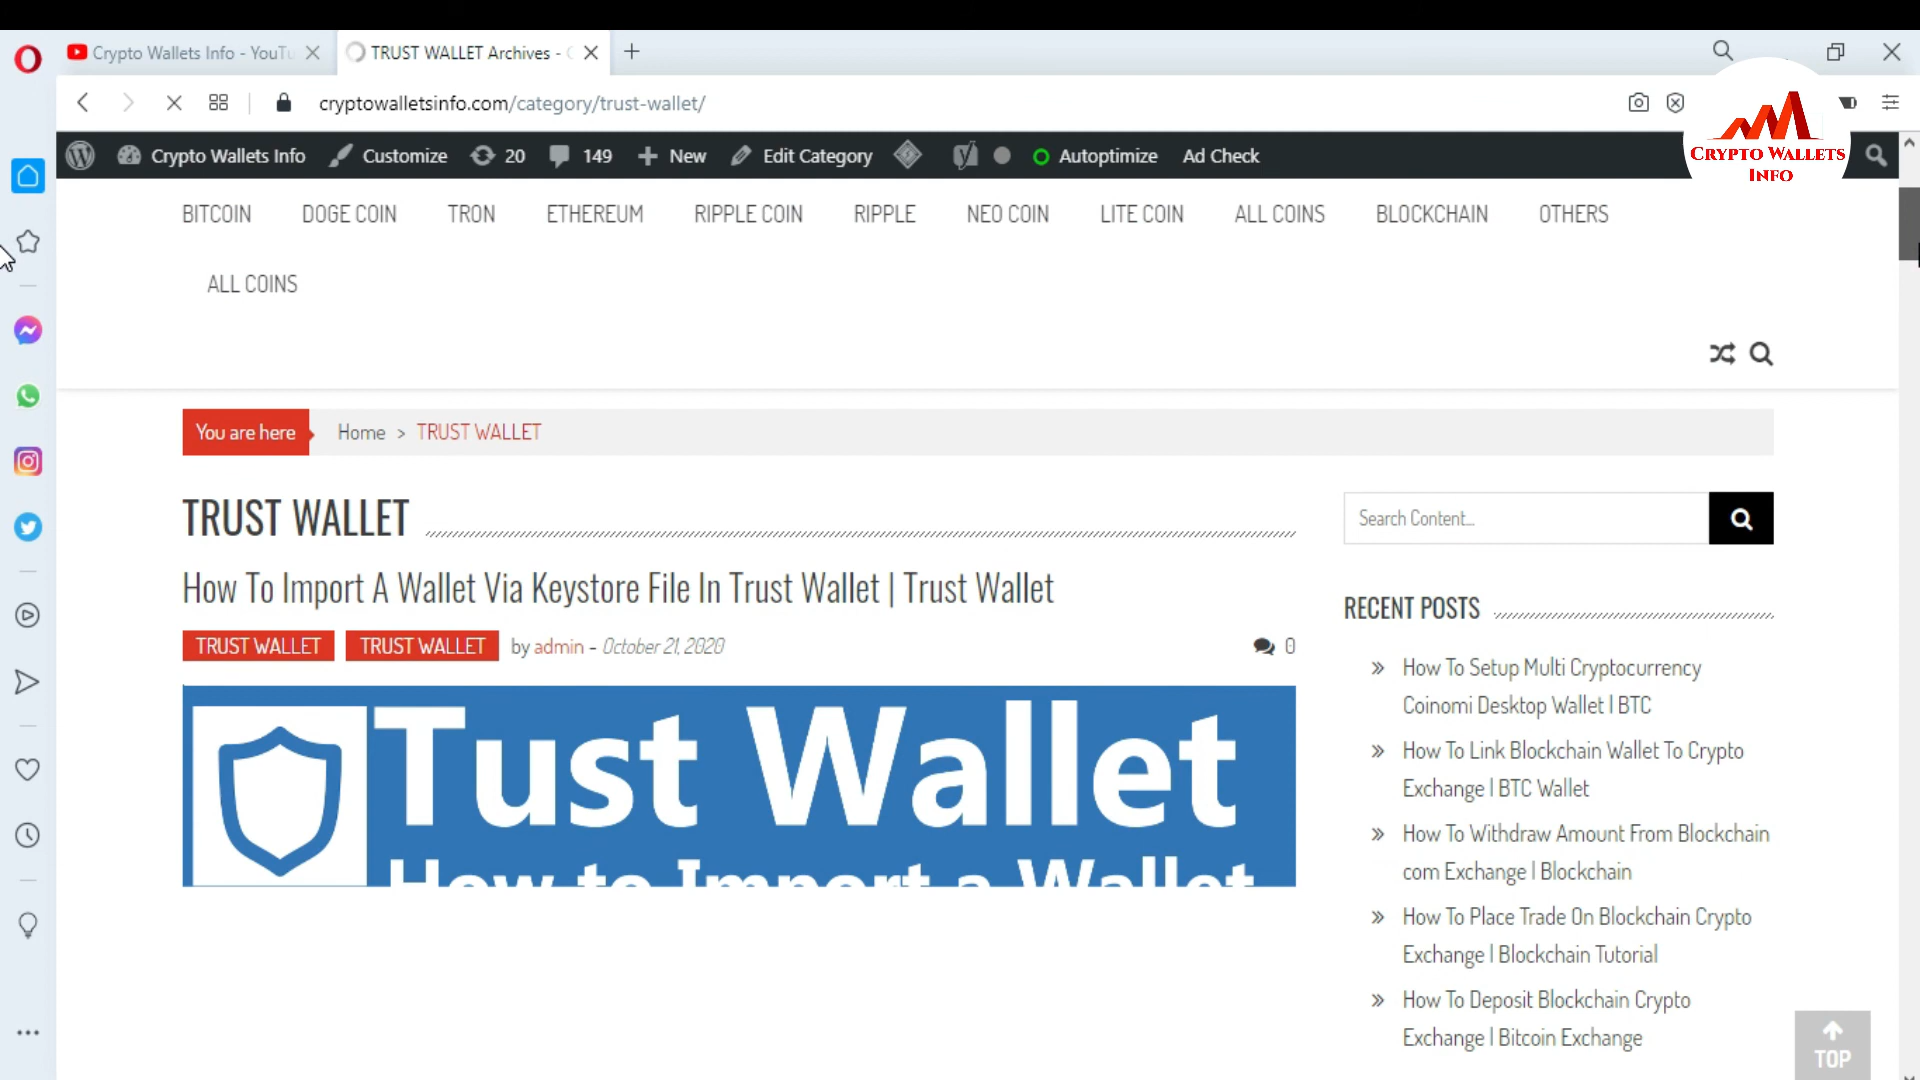 Crypto Wallets Info - YouTu
TRUST WALLET Archives -
cryptowalletsinfo.com/category/trust-wallet/
CRYPTO WALLETS
INFO
Crypto Wallets Info
Customize
20
149
New
Edit Category
Autoptimize
Ad Check
BITCOIN
DOGE COIN
TRON
ETHEREUM
RIPPLE COIN
RIPPLE
NEO COIN
LITE COIN
ALL COINS
BLOCKCHAIN
OTHERS
ALL COINS
You are here
Home > TRUST WALLET
TRUST WALLET
How To Import A Wallet Via Keystore File In Trust Wallet | Trust Wallet
TRUST WALLET
TRUST WALLET
by admin - October 21, 2020
0
Tust Wallet
How to Import a Wallet
Search Content...
RECENT POSTS
How To Setup Multi Cryptocurrency
Coinomi Desktop Wallet | BTC
How To Link Blockchain Wallet To Crypto
Exchange | BTC Wallet
How To Withdraw Amount From Blockchain
com Exchange | Blockchain
How To Place Trade On Blockchain Crypto
Exchange | Blockchain Tutorial
How To Deposit Blockchain Crypto
Exchange | Bitcoin Exchange
TOP